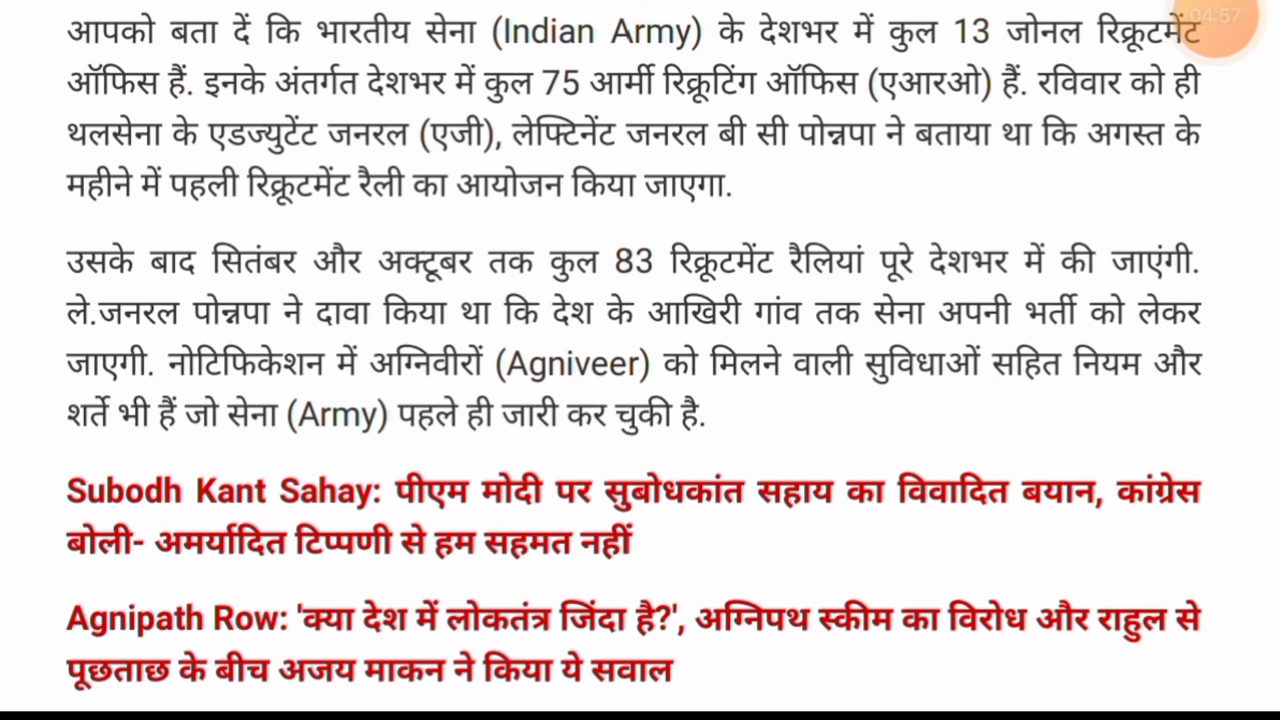 04:57
आपको बता दें कि भारतीय सेना (Indian Army) के देशभर में कुल 13 जोनल रिक्रूटमेंट
ऑफिस हैं. इनके अंतर्गत देशभर में कुल 75 आर्मी रिक्रूटिंग ऑफिस (एआरओ) हैं. रविवार को ही
थलसेना के एडज्युटेंट जनरल (एजी), लेफ्टिनेंट जनरल बी सी पोन्नपा ने बताया था कि अगस्त के
महीने में पहली रिक्रूटमेंट रैली का आयोजन किया जाएगा.
उसके बाद सितंबर और अक्टूबर तक कुल 83 रिक्रूटमेंट रैलियां पूरे देशभर में की जाएंगी.
ले.जनरल पोन्नपा ने दावा किया था कि देश के आखिरी गांव तक सेना अपनी भर्ती को लेकर
जाएगी. नोटिफिकेशन में अग्निवीरों (Agniveer) को मिलने वाली सुविधाओं सहित नियम और
शर्ते भी हैं जो सेना (Army) पहले ही जारी कर चुकी है.
Subodh Kant Sahay: पीएम मोदी पर सुबोधकांत सहाय का विवादित बयान, कांग्रेस
बोली- अमर्यादित टिप्पणी से हम सहमत नहीं
Agnipath Row: 'क्या देश में लोकतंत्र जिंदा है?', अग्निपथ स्कीम का विरोध और राहुल से
पूछताछ के बीच अजय माकन ने किया ये सवाल